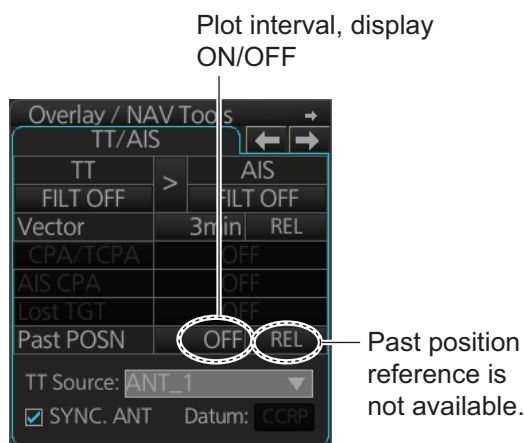 Plot interval, display
ON/OFF
Overlay / NAV Tools
TT/AIS
TT > AIS
FILT OFF FILT OFF
Vector 3min REL
CPA/TCPA OFF
AIS CPA OFF
Lost TGT OFF
Past POSN OFF REL
Past position
reference is
not available.
TT Source: ANT_1
SYNC. ANT Datum: CCRP